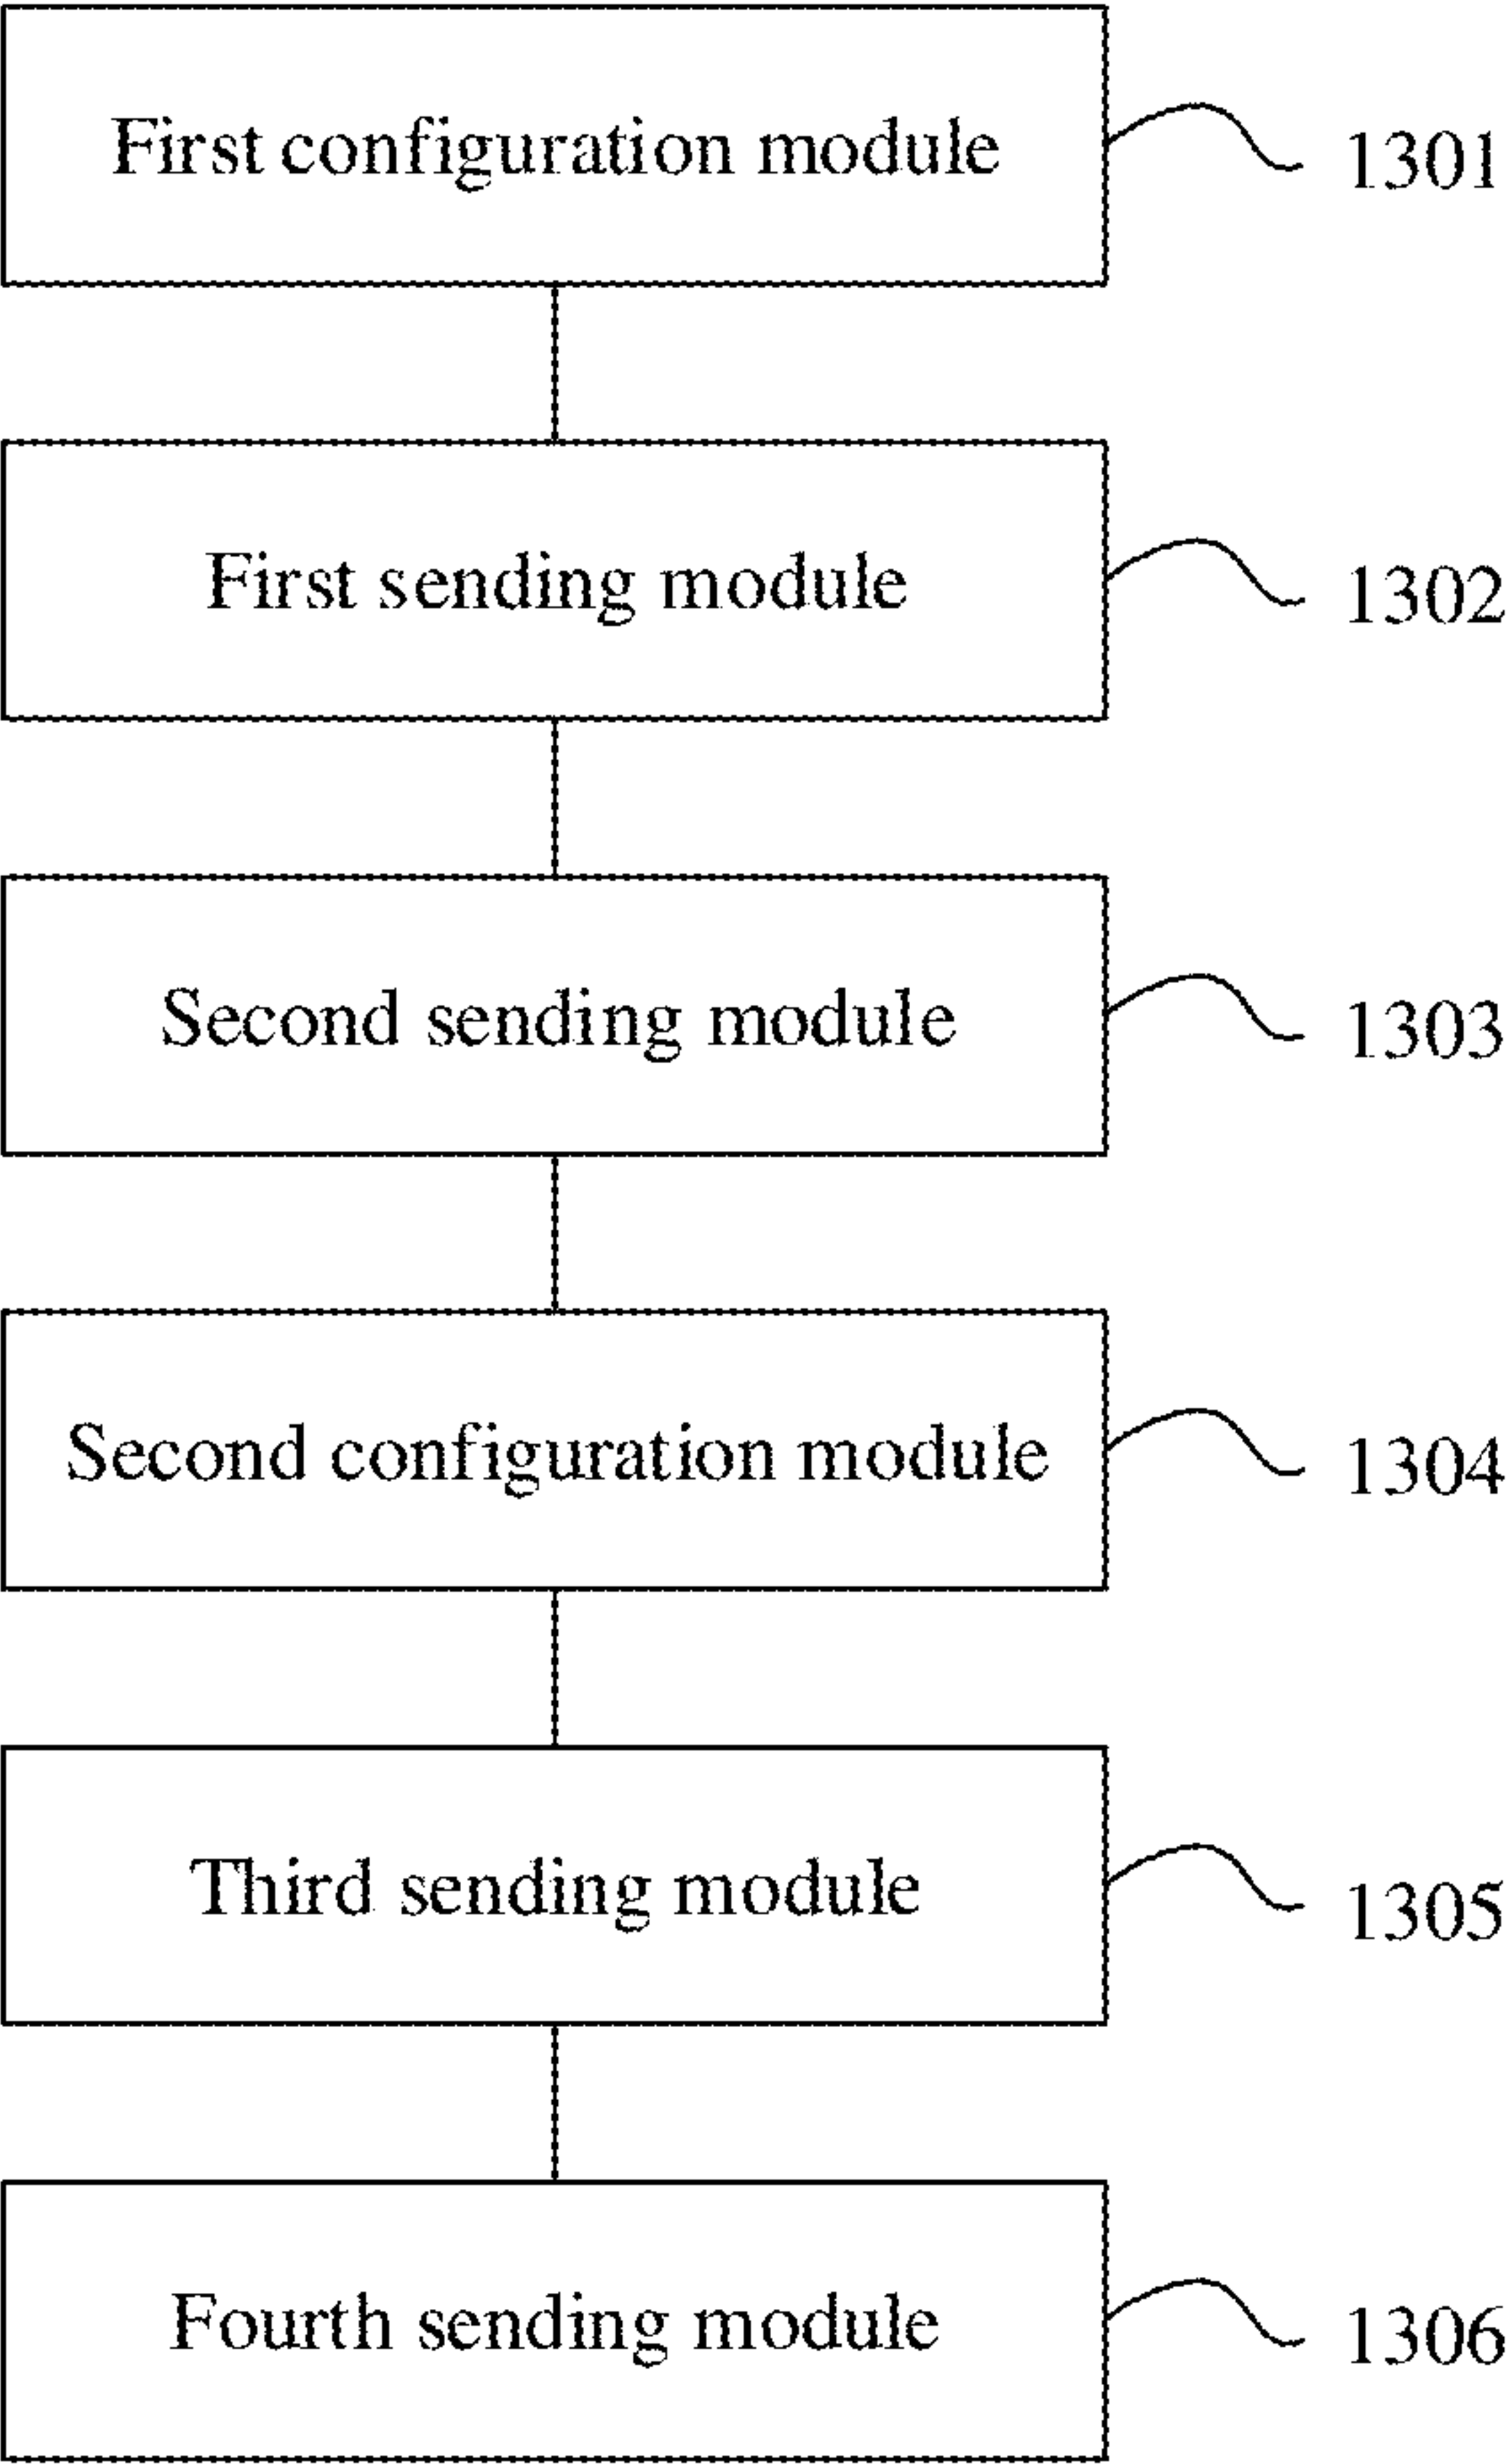 First configuration module
1301
First sending module
1302
Second sending module
1303
Second configuration module
1304
Third sending module
1305
Fourth sending module
1306